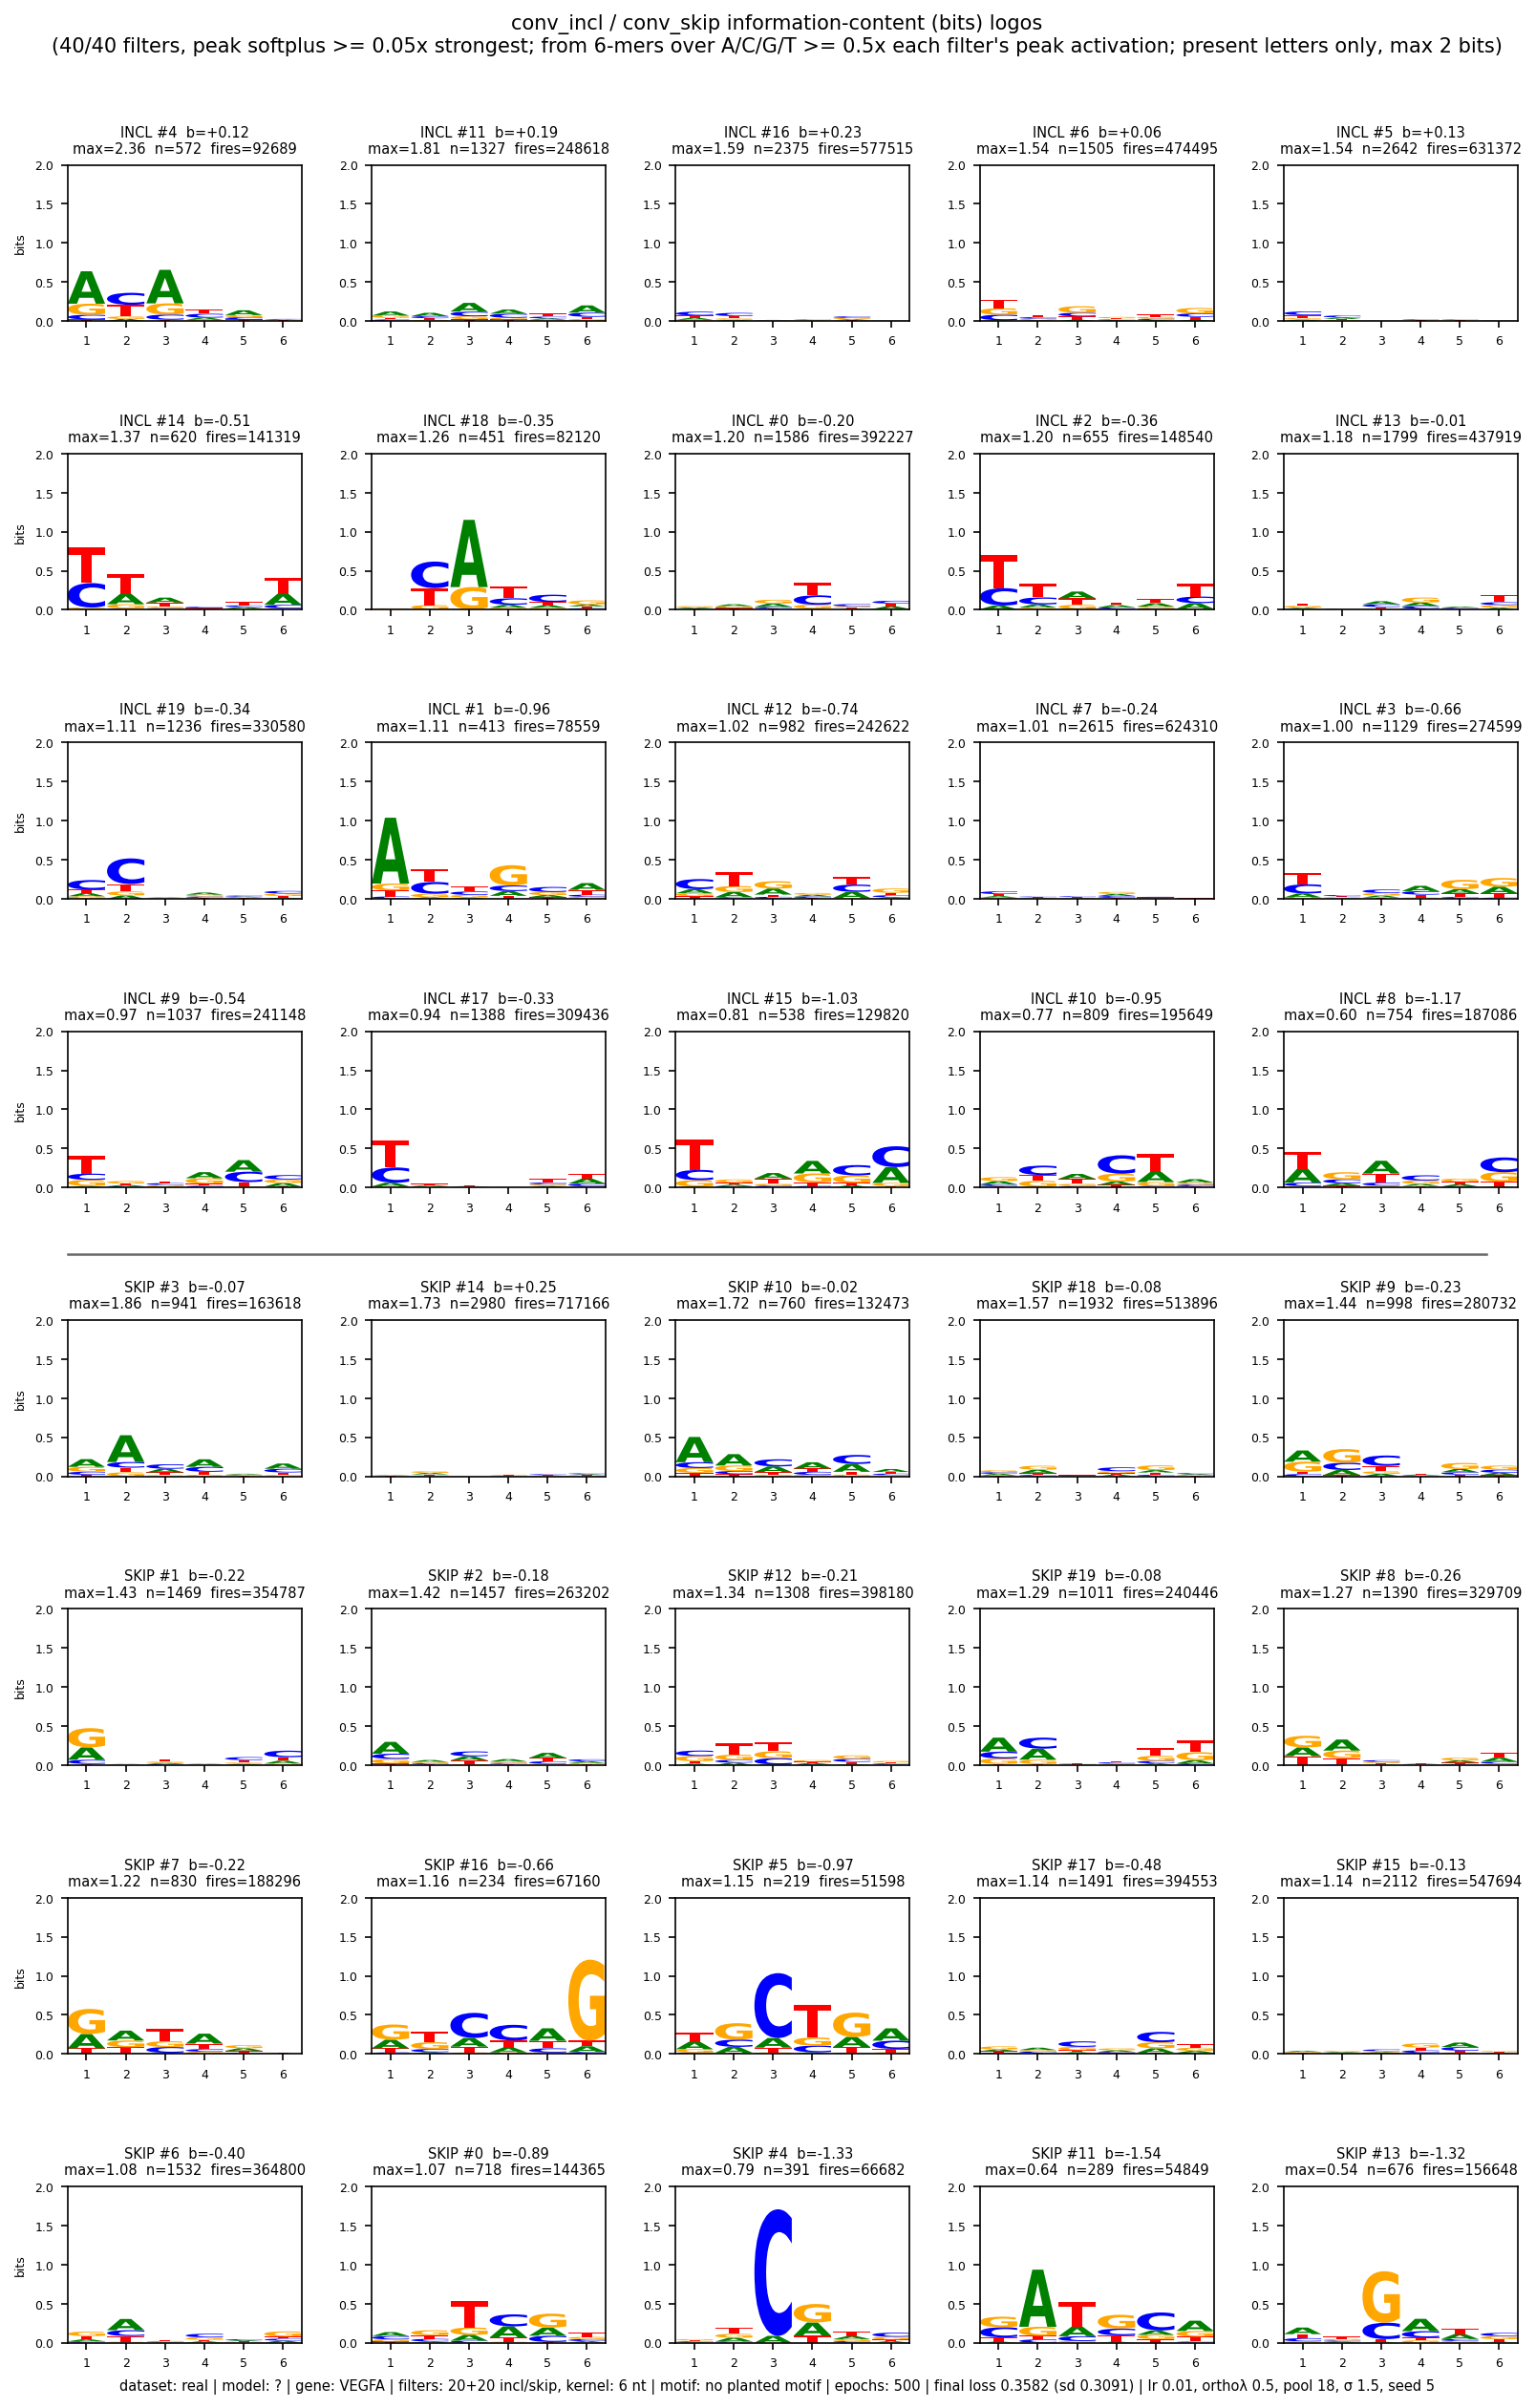 conv_incl / conv_skip information-content (bits) logos
(40/40 filters, peak softplus >= 0.05x strongest; from 6-mers over A/C/G/T >= 0.5x each filter's peak activation; present letters only, max 2 bits)
INCL #4 b=+0.12
max=2.36 n=572 fires=92689
INCL #11 b=+0.19
max=1.81 n=1327 fires=248618
INCL #16 b=+0.23
max=1.59 n=2375 fires=577515
INCL #6 b=+0.06
max=1.54 n=1505 fires=474495
INCL #5 b=+0.13
max=1.54 n=2642 fires=631372
INCL #14 b=-0.51
max=1.37 n=620 fires=141319
INCL #18 b=-0.35
max=1.26 n=451 fires=82120
INCL #0 b=-0.20
max=1.20 n=1586 fires=392227
INCL #2 b=-0.36
max=1.20 n=655 fires=148540
INCL #13 b=-0.01
max=1.18 n=1799 fires=437919
INCL #19 b=-0.34
max=1.11 n=1236 fires=330580
INCL #1 b=-0.96
max=1.11 n=413 fires=78559
INCL #12 b=-0.74
max=1.02 n=982 fires=242622
INCL #7 b=-0.24
max=1.01 n=2615 fires=624310
INCL #3 b=-0.66
max=1.00 n=1129 fires=274599
INCL #9 b=-0.54
max=0.97 n=1037 fires=241148
INCL #17 b=-0.33
max=0.94 n=1388 fires=309436
INCL #15 b=-1.03
max=0.81 n=538 fires=129820
INCL #10 b=-0.95
max=0.77 n=809 fires=195649
INCL #8 b=-1.17
max=0.60 n=754 fires=187086
SKIP #3 b=-0.07
max=1.86 n=941 fires=163618
SKIP #14 b=+0.25
max=1.73 n=2980 fires=717166
SKIP #10 b=-0.02
max=1.72 n=760 fires=132473
SKIP #18 b=-0.08
max=1.57 n=1932 fires=513896
SKIP #9 b=-0.23
max=1.44 n=998 fires=280732
SKIP #1 b=-0.22
max=1.43 n=1469 fires=354787
SKIP #2 b=-0.18
max=1.42 n=1457 fires=263202
SKIP #12 b=-0.21
max=1.34 n=1308 fires=398180
SKIP #19 b=-0.08
max=1.29 n=1011 fires=240446
SKIP #8 b=-0.26
max=1.27 n=1390 fires=329709
SKIP #7 b=-0.22
max=1.22 n=830 fires=188296
SKIP #16 b=-0.66
max=1.16 n=234 fires=67160
SKIP #5 b=-0.97
max=1.15 n=219 fires=51598
SKIP #17 b=-0.48
max=1.14 n=1491 fires=394553
SKIP #15 b=-0.13
max=1.14 n=2112 fires=547694
SKIP #6 b=-0.40
max=1.08 n=1532 fires=364800
SKIP #0 b=-0.89
max=1.07 n=718 fires=144365
SKIP #4 b=-1.33
max=0.79 n=391 fires=66682
SKIP #11 b=-1.54
max=0.64 n=289 fires=54849
SKIP #13 b=-1.32
max=0.54 n=676 fires=156648
dataset: real | model: ? | gene: VEGFA | filters: 20+20 incl/skip, kernel: 6 nt | motif: no planted motif | epochs: 500 | final loss 0.3582 (sd 0.3091) | lr 0.01, orthoλ 0.5, pool 18, σ 1.5, seed 5